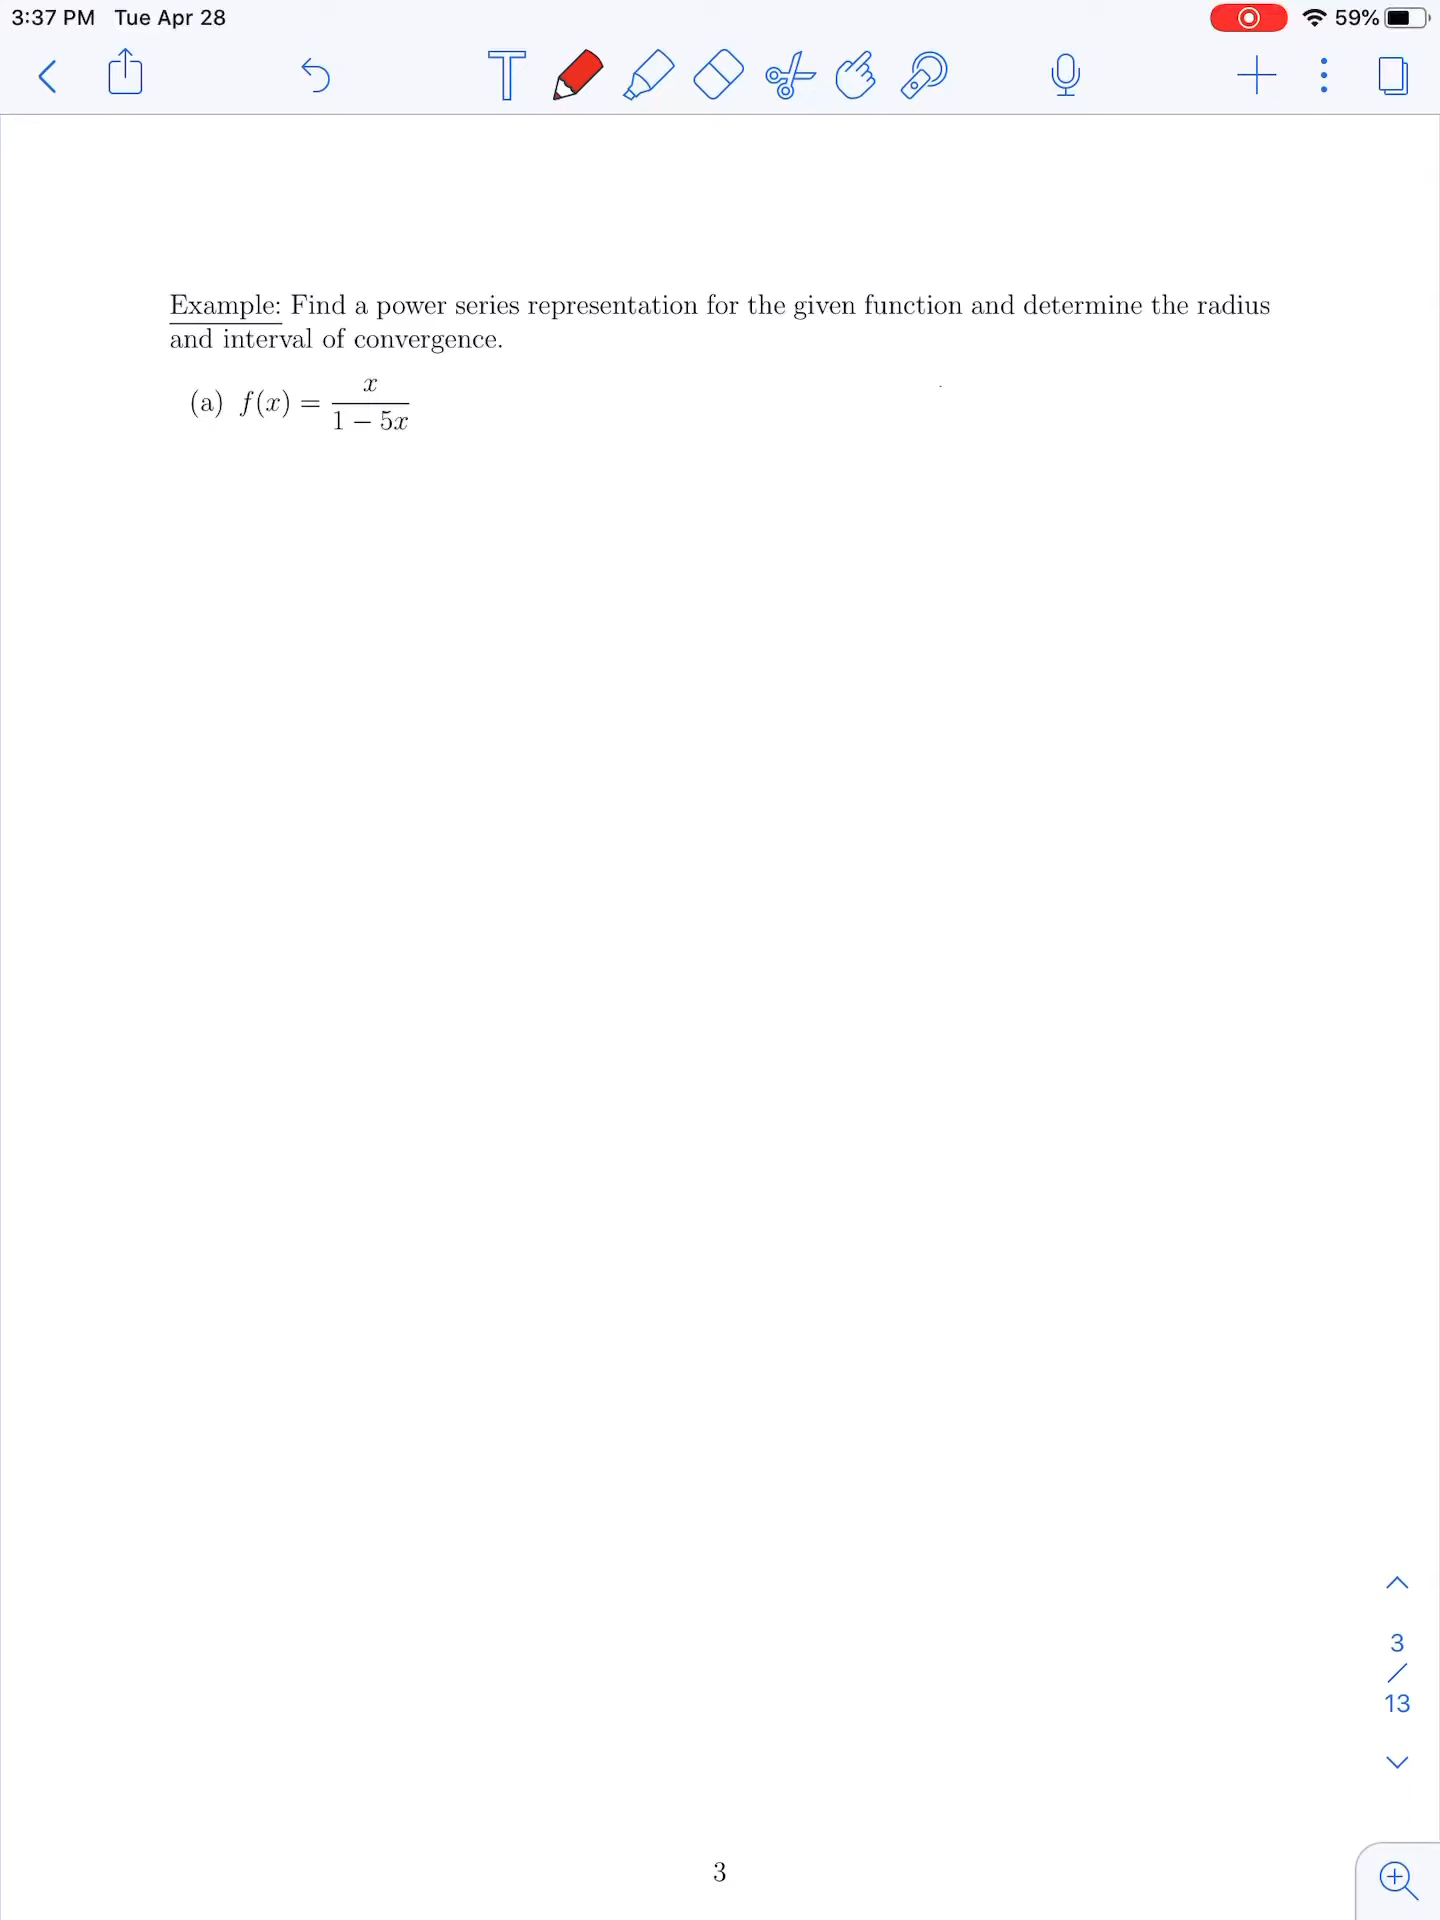 3:37 PM Tue Apr 28 59%
Example: Find a power series representation for the given function and determine the radius
and interval of convergence.
(a) f(x) = x / (1 − 5x)
3
/
13
3